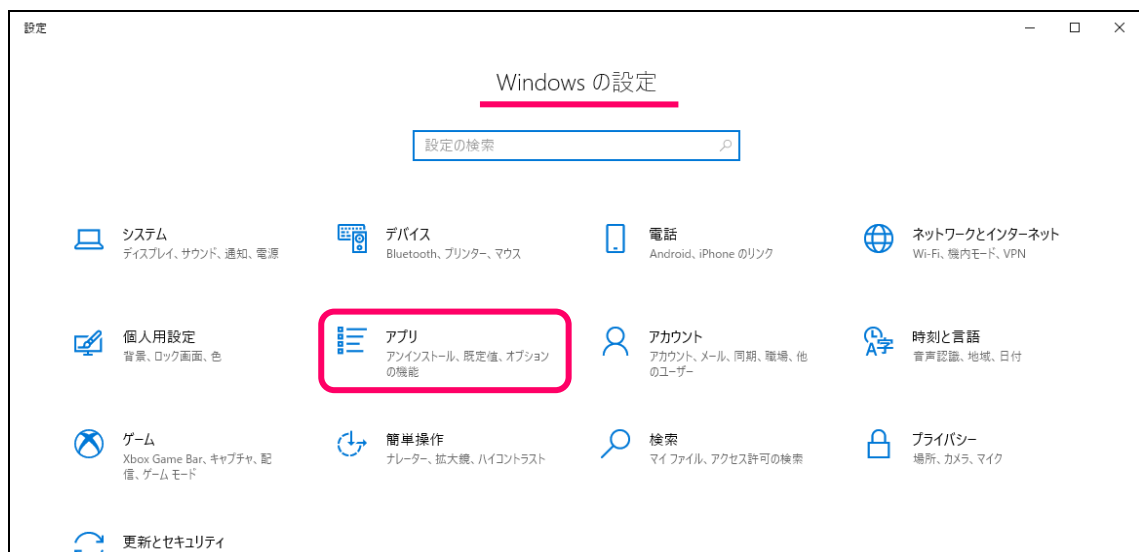 設定
Windows の設定
設定の検索
システム
ディスプレイ、サウンド、通知、電源
デバイス
Bluetooth、プリンター、マウス
電話
Android、iPhone のリンク
ネットワークとインターネット
Wi-Fi、機内モード、VPN
個人用設定
背景、ロック画面、色
アプリ
アンインストール、既定値、オプション
の機能
アカウント
アカウント、メール、同期、職場、他
のユーザー
時刻と言語
音声認識、地域、日付
ゲーム
Xbox Game Bar、キャプチャ、配
信、ゲーム モード
簡単操作
ナレーター、拡大鏡、ハイコントラスト
検索
マイ ファイル、アクセス許可の検索
プライバシー
場所、カメラ、マイク
更新とセキュリティ